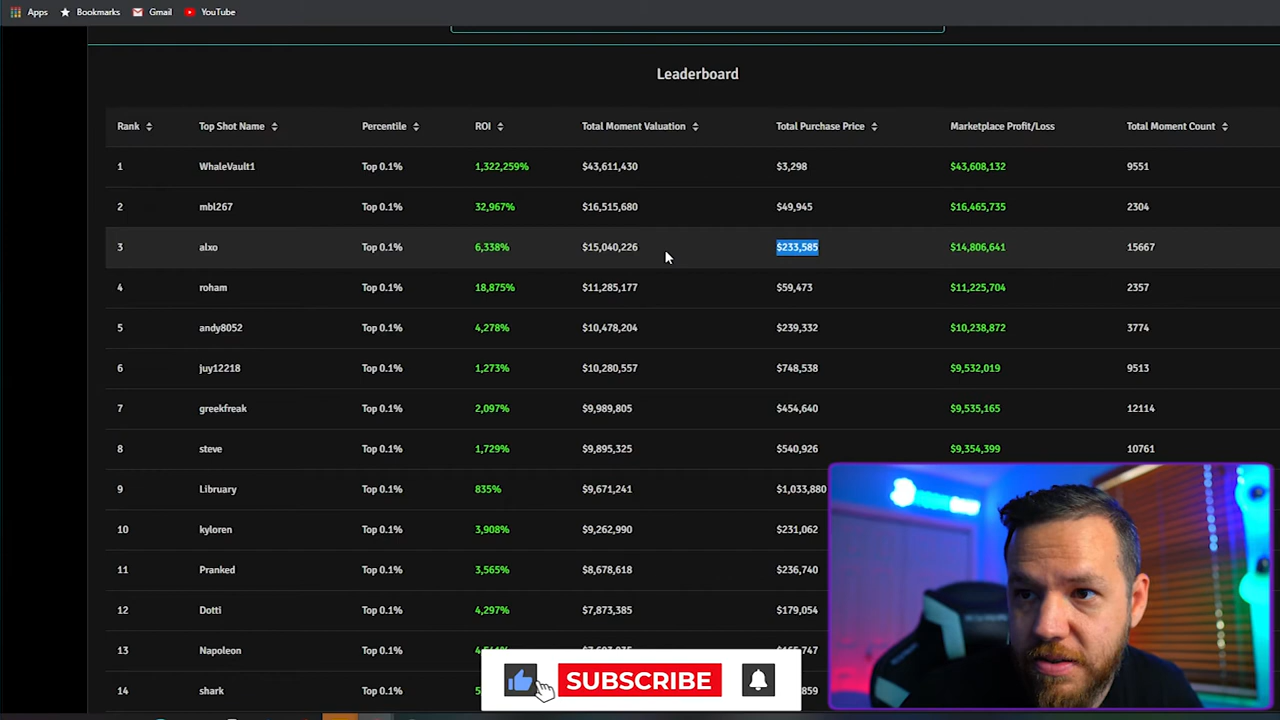 Apps Bookmarks Gmail YouTube
Leaderboard
Rank Top Shot Name Percentile ROI Total Moment Valuation Total Purchase Price Marketplace Profit/Loss Total Moment Count
1 WhaleVault1 Top 0.1% 1,322,259% $43,611,430 $3,298 $43,608,132 9551
2 mbl267 Top 0.1% 32,967% $16,515,680 $49,945 $16,465,735 2304
3 alxo Top 0.1% 6,338% $15,040,226 $233,585 $14,806,641 15667
4 roham Top 0.1% 18,875% $11,285,177 $59,473 $11,225,704 2357
5 andy8052 Top 0.1% 4,278% $10,478,204 $239,332 $10,238,872 3774
6 juy12218 Top 0.1% 1,273% $10,280,557 $748,538 $9,532,019 9513
7 greekfreak Top 0.1% 2,097% $9,989,805 $454,640 $9,535,165 12114
8 steve Top 0.1% 1,729% $9,895,325 $540,926 $9,354,399 10761
9 Libruary Top 0.1% 835% $9,671,241 $1,033,880
10 kyloren Top 0.1% 3,908% $9,262,990 $231,062
11 Pranked Top 0.1% 3,565% $8,678,618 $236,740
12 Dotti Top 0.1% 4,297% $7,873,385 $179,054
13 Napoleon Top 0.1%
14 shark Top 0.1%
SUBSCRIBE